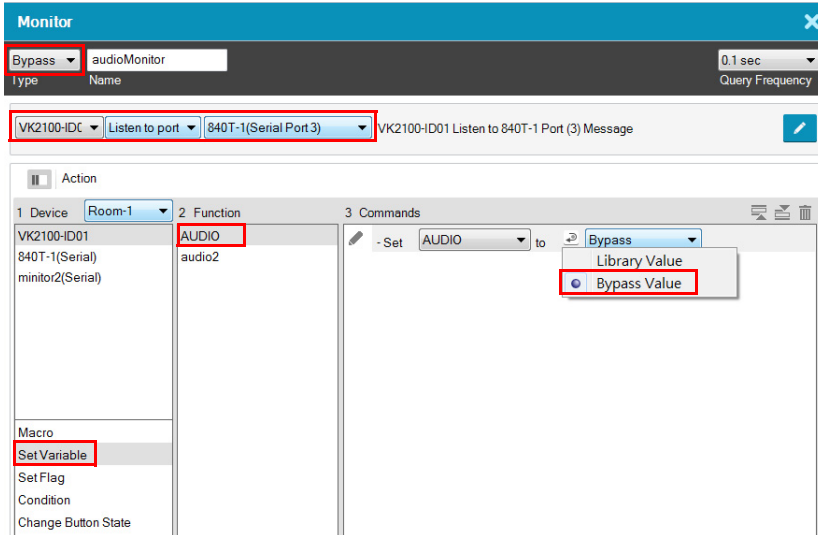 Monitor
Bypass audioMonitor 0.1 sec
Type Name Query Frequency
VK2100-ID( Listen to port 840T-1(Serial Port 3) VK2100-ID01 Listen to 840T-1 Port (3) Message
Action
1 Device Room-1 2 Function 3 Commands
VK2100-ID01 AUDIO - Set AUDIO to Bypass
840T-1(Serial) audio2 Library Value
minitor2(Serial) Bypass Value
Macro
Set Variable
Set Flag
Condition
Change Button State